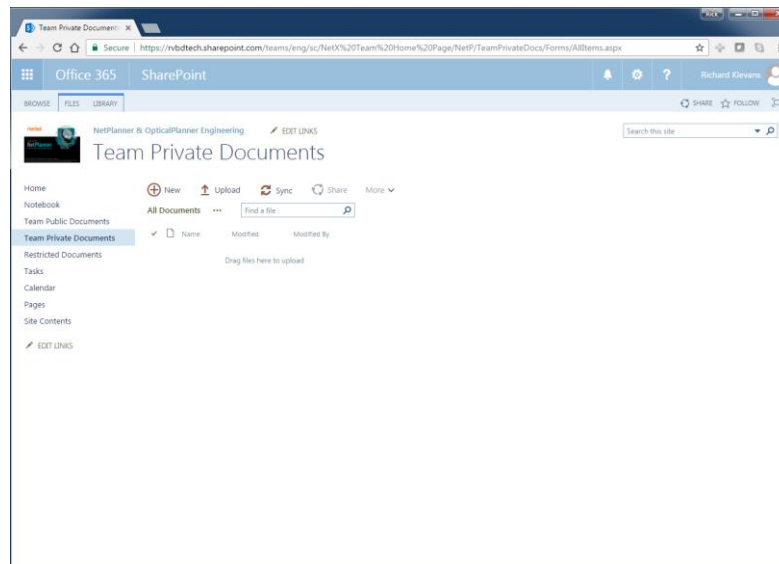 Rick
Team Private Document
Secure https://rvbdtech.sharepoint.com/teams/eng/sc/NetX%20Team%20Home%20Page/NetP/TeamPrivateDocs/Forms/AllItems.aspx
Office 365 SharePoint ? Richard Klevans
BROWSE FILES LIBRARY SHARE FOLLOW
NetPlanner & OpticalPlanner Engineering EDIT LINKS Search this site
NetPlanner
Team Private Documents
Home
Notebook
Team Public Documents
Team Private Documents
Restricted Documents
Tasks
Calendar
Pages
Site Contents
EDIT LINKS
New Upload Sync Share More
All Documents ... Find a file
Name Modified Modified By
Drag files here to upload